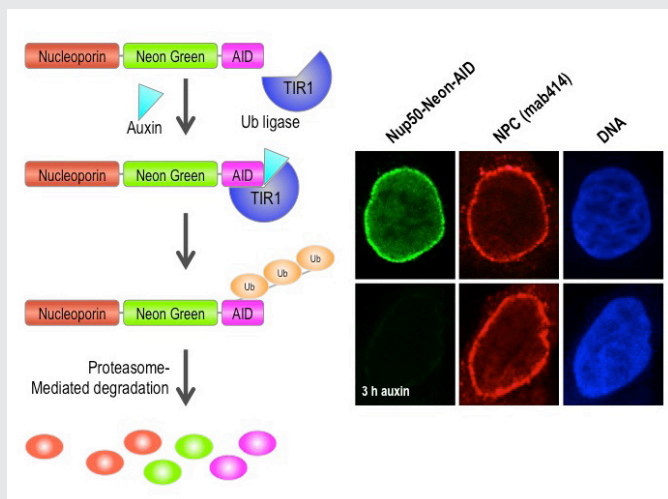 Nucleoporin Neon Green AID
TIR1
Auxin
Ub ligase
Nucleoporin Neon Green AID
TIR1
Ub Ub Ub
Nucleoporin Neon Green AID
Proteasome-
Mediated degradation
Nup50-Neon-AID
NPC (mab414)
DNA
3 h auxin